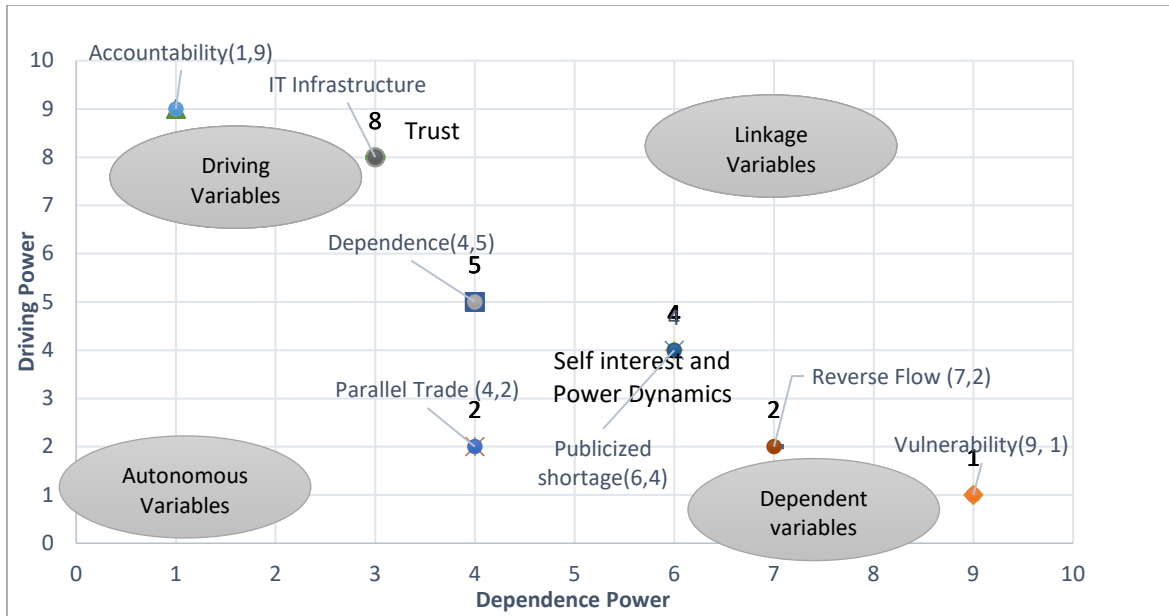 Accountability(1,9)
IT Infrastructure
8
Trust
Driving
Variables
Linkage
Variables
Dependence(4,5)
5
4
4
Self interest and
Power Dynamics
Parallel Trade (4,2)
2
Publicized
shortage(6,4)
Reverse Flow (7,2)
2
Vulnerability(9, 1)
1
Autonomous
Variables
Dependent
variables
Driving Power
10
9
8
7
6
5
4
3
2
1
0
0 1 2 3 4 5 6 7 8 9 10
Dependence Power